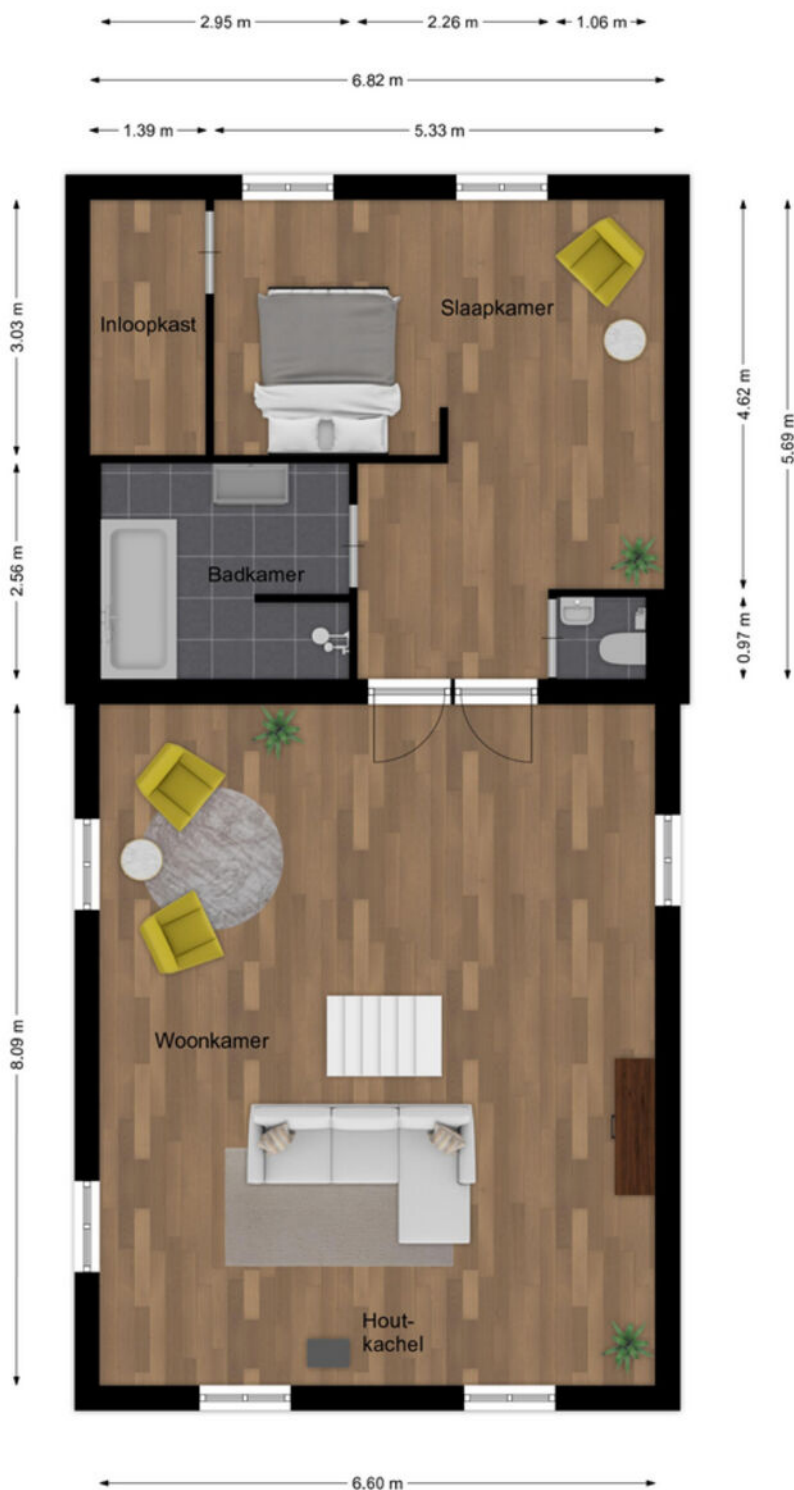 2.95 m
2.26 m
1.06 m
6.82 m
1.39 m
5.33 m
3.03 m
Inloopkast
Slaapkamer
4.62 m
5.69 m
2.56 m
Badkamer
0.97 m
8.09 m
Woonkamer
Hout-
kachel
6.60 m